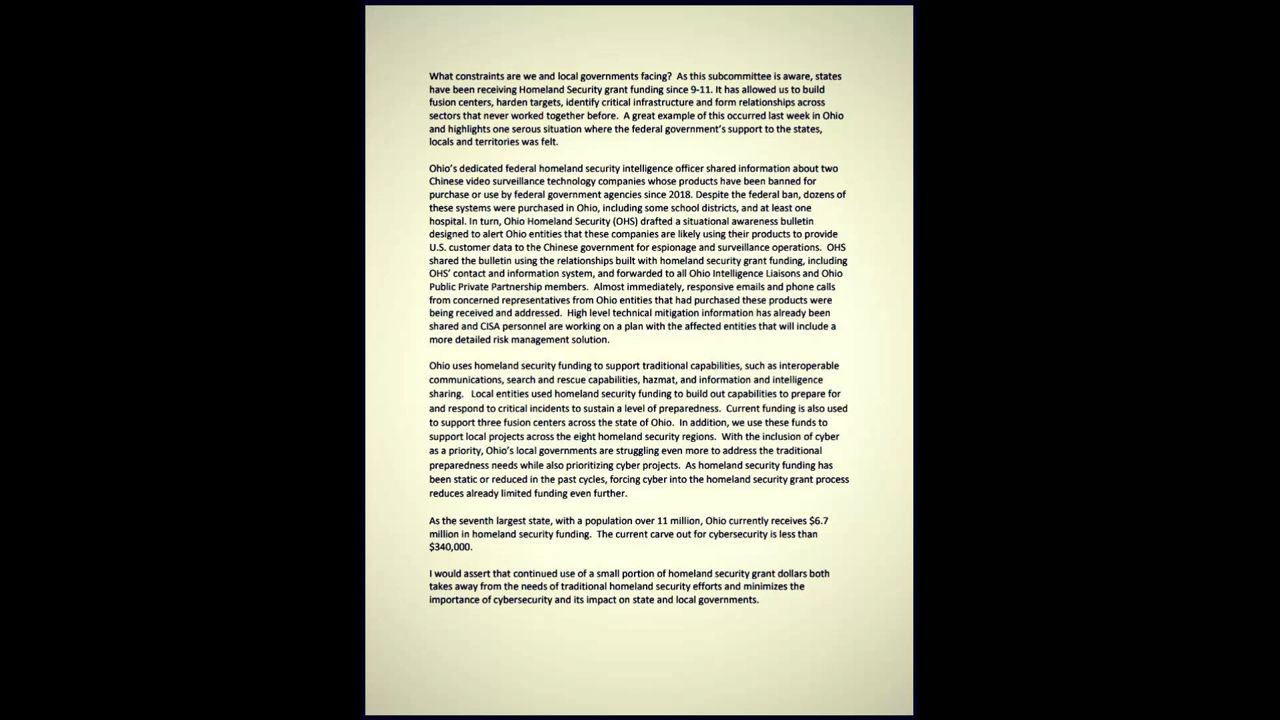 What constraints are we and local governments facing?  As this subcommittee is aware, states
have been receiving Homeland Security grant funding since 9-11. It has allowed us to build
fusion centers, harden targets, identify critical infrastructure and form relationships across
sectors that never worked together before.  A great example of this occurred last week in Ohio
and highlights one serous situation where the federal government's support to the states,
locals and territories was felt.

Ohio's dedicated federal homeland security intelligence officer shared information about two
Chinese video surveillance technology companies whose products have been banned for
purchase or use by federal government agencies since 2018. Despite the federal ban, dozens of
these systems were purchased in Ohio, including some school districts, and at least one
hospital. In turn, Ohio Homeland Security (OHS) drafted a situational awareness bulletin
designed to alert Ohio entities that these companies are likely using their products to provide
U.S. customer data to the Chinese government for espionage and surveillance operations.  OHS
shared the bulletin using the relationships built with homeland security grant funding, including
OHS' contact and information system, and forwarded to all Ohio Intelligence Liaisons and Ohio
Public Private Partnership members.  Almost immediately, responsive emails and phone calls
from concerned representatives from Ohio entities that had purchased these products were
being received and addressed.  High level technical mitigation information has already been
shared and CISA personnel are working on a plan with the affected entities that will include a
more detailed risk management solution.

Ohio uses homeland security funding to support traditional capabilities, such as interoperable
communications, search and rescue capabilities, hazmat, and information and intelligence
sharing.   Local entities used homeland security funding to build out capabilities to prepare for
and respond to critical incidents to sustain a level of preparedness.  Current funding is also used
to support three fusion centers across the state of Ohio.  In addition, we use these funds to
support local projects across the eight homeland security regions.  With the inclusion of cyber
as a priority, Ohio's local governments are struggling even more to address the traditional
preparedness needs while also prioritizing cyber projects.  As homeland security funding has
been static or reduced in the past cycles, forcing cyber into the homeland security grant process
reduces already limited funding even further.

As the seventh largest state, with a population over 11 million, Ohio currently receives $6.7
million in homeland security funding.  The current carve out for cybersecurity is less than
$340,000.

I would assert that continued use of a small portion of homeland security grant dollars both
takes away from the needs of traditional homeland security efforts and minimizes the
importance of cybersecurity and its impact on state and local governments.